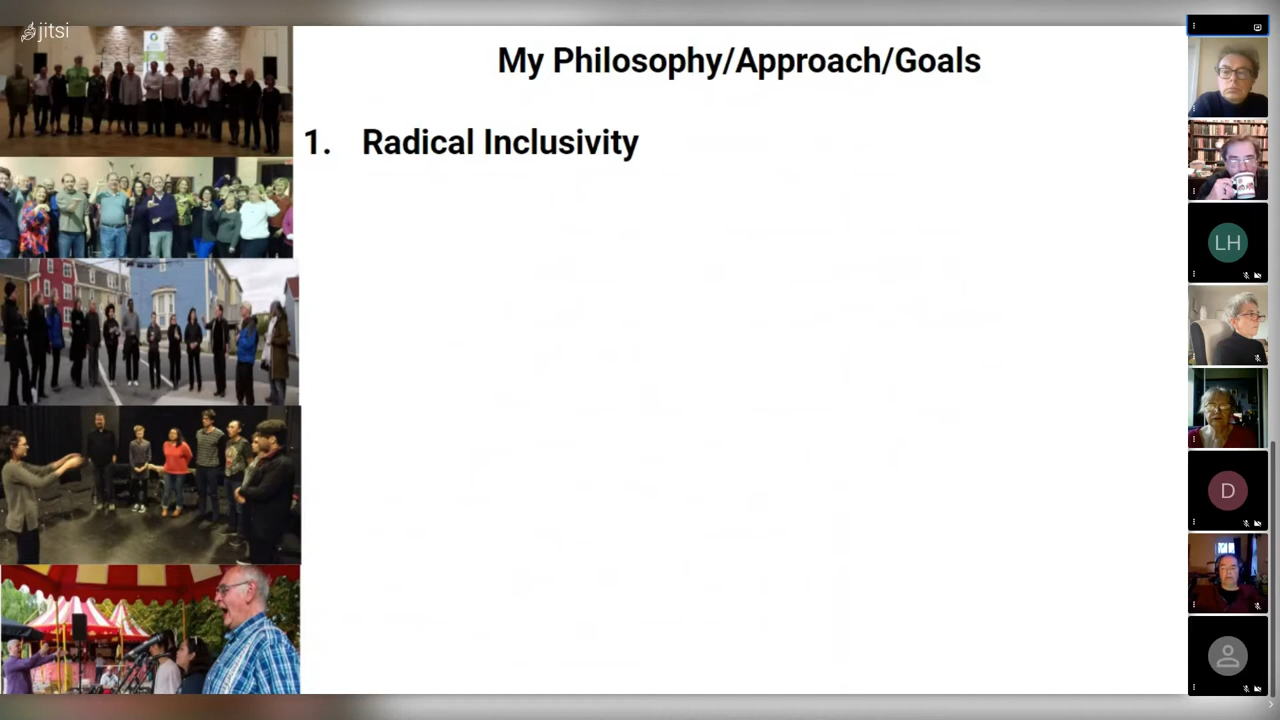 jitsi
My Philosophy/Approach/Goals
1. Radical Inclusivity
LH
D